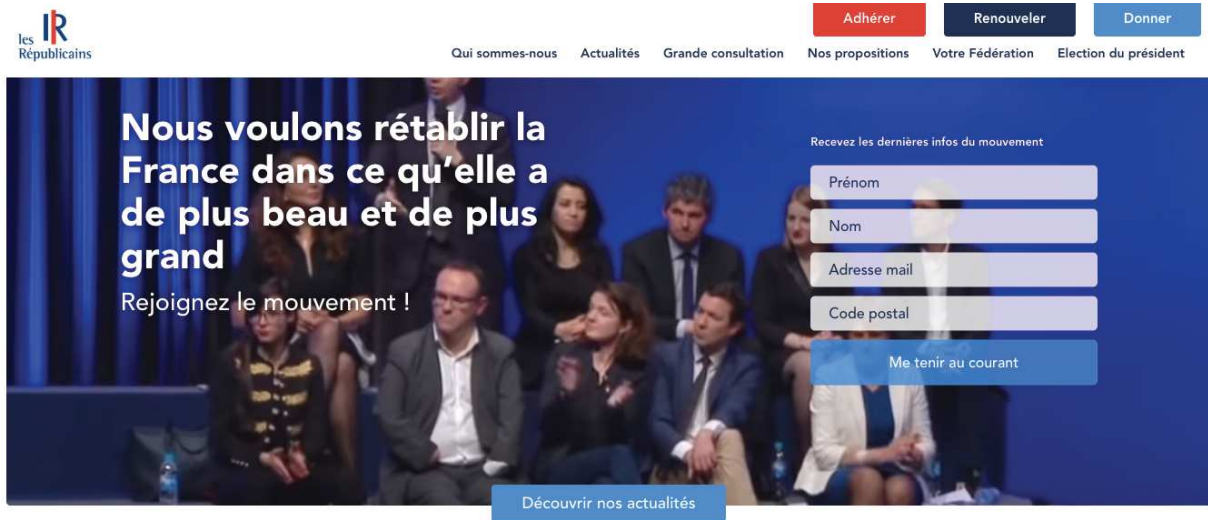 lR
les
Républicains
Adhérer
Renouveler
Donner
Qui sommes-nous
Actualités
Grande consultation
Nos propositions
Votre Fédération
Election du président
Nous voulons rétablir la
France dans ce qu’elle a
de plus beau et de plus
grand
Rejoignez le mouvement !
Recevez les dernières infos du mouvement
Prénom
Nom
Adresse mail
Code postal
Me tenir au courant
Découvrir nos actualités